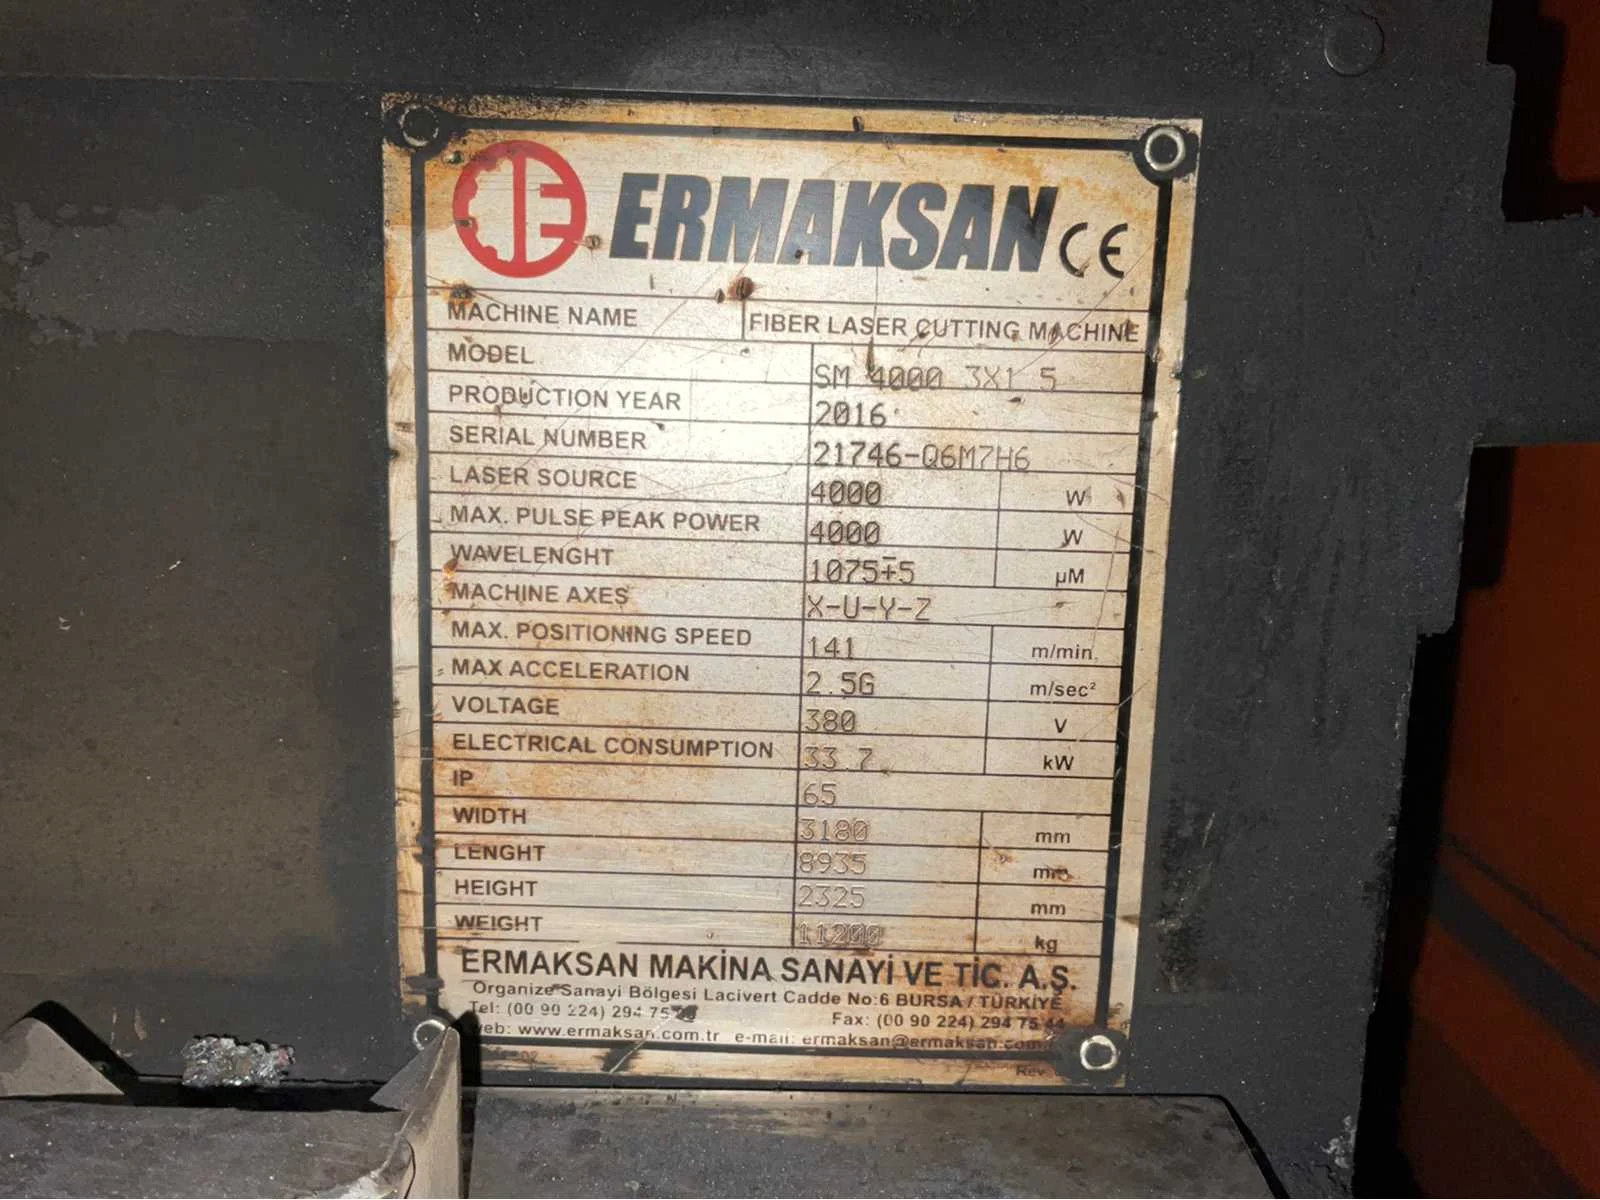 ERMAKSAN CE
MACHINE NAME FIBER LASER CUTTING MACHINE
MODEL SM 4000 3X1.5
PRODUCTION YEAR 2016
SERIAL NUMBER 21746-Q6M7H6
LASER SOURCE 4000 W
MAX. PULSE PEAK POWER 4000 W
WAVELENGHT 1075∓5 µM
MACHINE AXES X-U-Y-Z
MAX. POSITIONING SPEED 141 m/min.
MAX ACCELERATION 2.5G m/sec²
VOLTAGE 380 V
ELECTRICAL CONSUMPTION 33.7 kW
IP 65
WIDTH 3180 mm
LENGHT 8935 mm
HEIGHT 2325 mm
WEIGHT 11200 kg
ERMAKSAN MAKİNA SANAYİ VE TİC. A.Ş.
Organize Sanayi Bölgesi Lacivert Cadde No:6 BURSA / TÜRKİYE
Tel: (00 90 224) 294 75 Fax: (00 90 224) 294 75 44
web: www.ermaksan.com.tr e-mail: ermaksan@ermaksan.com
Rev.